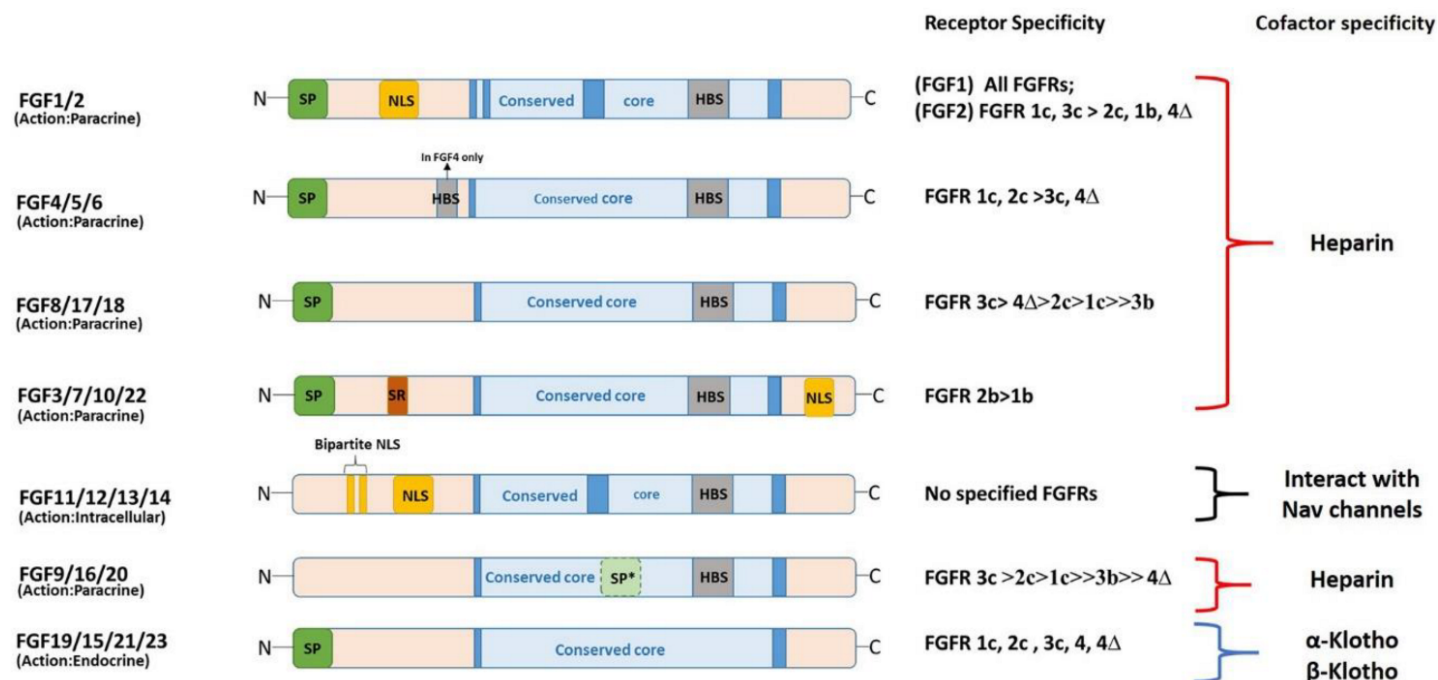 Receptor Specificity
Cofactor specificity
FGF1/2
(Action:Paracrine)
N
SP
NLS
Conserved
core
HBS
C
(FGF1) All FGFRs;
(FGF2) FGFR 1c, 3c > 2c, 1b, 4Δ
In FGF4 only
FGF4/5/6
(Action:Paracrine)
N
SP
HBS
Conserved core
HBS
C
FGFR 1c, 2c >3c, 4Δ
Heparin
FGF8/17/18
(Action:Paracrine)
N
SP
Conserved core
HBS
C
FGFR 3c> 4Δ>2c>1c>>3b
FGF3/7/10/22
(Action:Paracrine)
N
SP
SR
Conserved core
HBS
NLS
C
FGFR 2b>1b
Bipartite NLS
FGF11/12/13/14
(Action:Intracellular)
N
NLS
Conserved
core
HBS
C
No specified FGFRs
Interact with
Nav channels
FGF9/16/20
(Action:Paracrine)
N
Conserved core
SP*
HBS
C
FGFR 3c >2c>1c>>3b>> 4Δ
Heparin
FGF19/15/21/23
(Action:Endocrine)
N
SP
Conserved core
C
FGFR 1c, 2c , 3c, 4, 4Δ
α-Klotho
β-Klotho